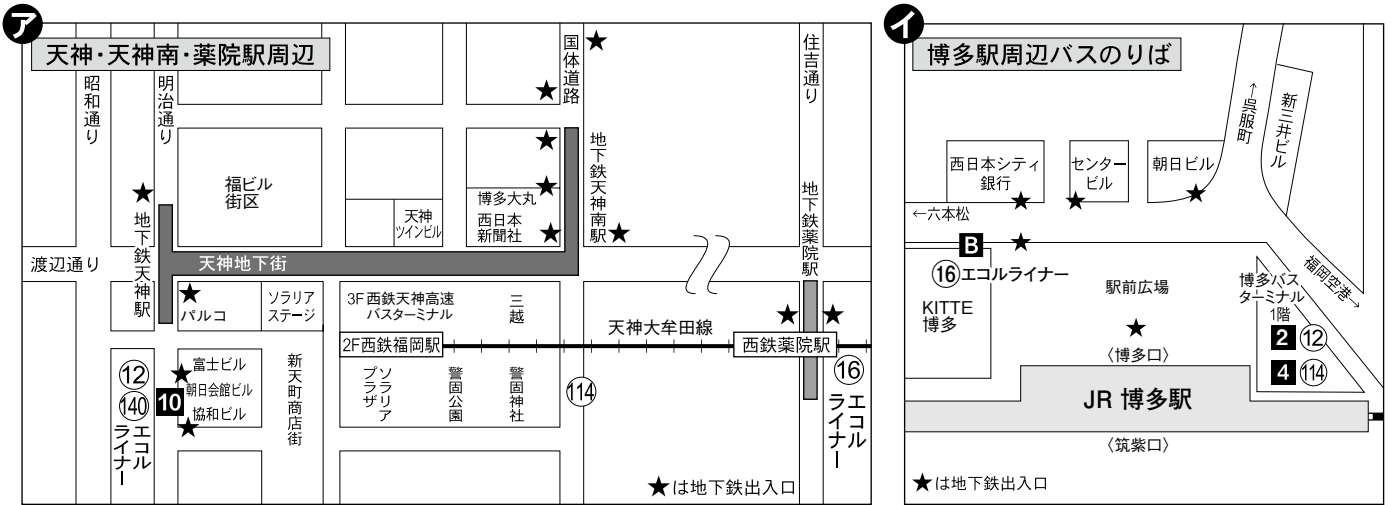 ア
天神・天神南・薬院駅周辺
昭和通り
明治通り
国体道路
住吉通り
福ビル
街区
天神
ツインビル
博多大丸
西日本
新聞社
地下鉄天神南駅
地下鉄薬院駅
地下鉄天神駅
渡辺通り
天神地下街
パルコ
ソラリア
ステージ
3F西鉄天神高速
バスターミナル
三越
天神大牟田線
2F西鉄福岡駅
西鉄薬院駅
富士ビル
朝日会館ビル
協和ビル
新天町商店街
ソラリア
プラザ
警固公園
警固神社
12
140
10
エコル
ライナー
114
16
エコル
ライナー
★は地下鉄出入口
イ
博多駅周辺バスのりば
←呉服町
新三井ビル
西日本シティ
銀行
センター
ビル
朝日ビル
←六本松
B
16エコルライナー
KITTE
博多
駅前広場
福岡空港→
博多バス
ターミナル
1階
2 12
4 114
〈博多口〉
JR 博多駅
〈筑紫口〉
★は地下鉄出入口